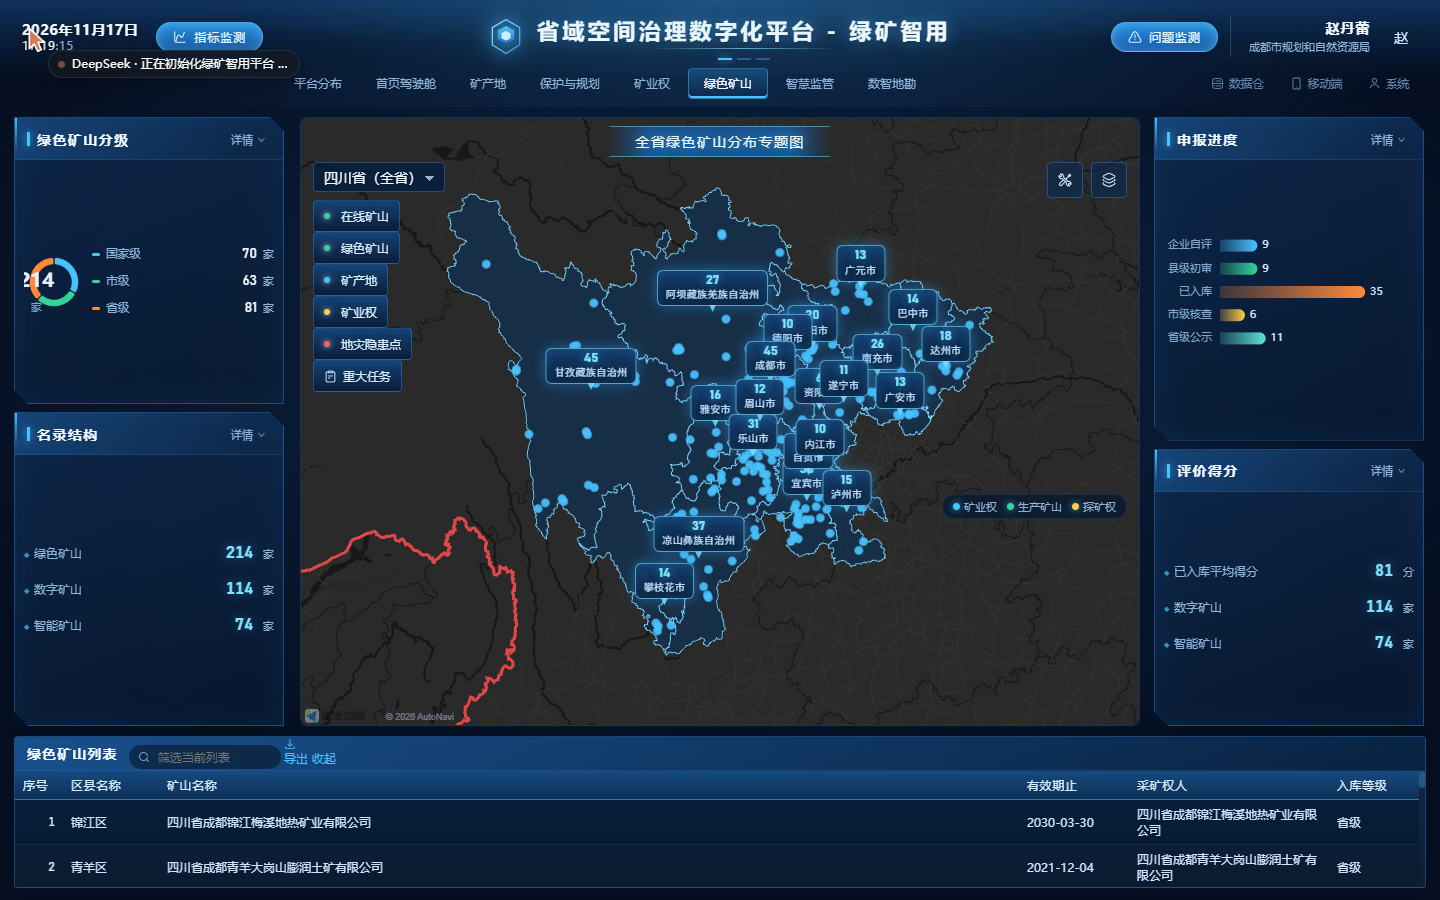 2026年11月17日
指标监测
省域空间治理数字化平台 - 绿矿智用
问题监测
赵丹蕾
成都市规划和自然资源局
赵
:19:15
DeepSeek · 正在初始化绿矿智用平台 ...
平台分布
首页驾驶舱
矿产地
保护与规划
矿业权
绿色矿山
智慧监管
数智地勘
数据仓
移动端
系统
绿色矿山分级
详情
214
家
国家级 70 家
市级 63 家
省级 81 家
名录结构
详情
绿色矿山 214 家
数字矿山 114 家
智能矿山 74 家
全省绿色矿山分布专题图
四川省（全省）
在线矿山
绿色矿山
矿产地
矿业权
地灾隐患点
重大任务
13
广元市
27
阿坝藏族羌族自治州
14
巴中市
20
日市
10
德阳市
18
达州市
45
成都市
26
南充市
45
甘孜藏族自治州
11
遂宁市
资阳
13
广安市
12
眉山市
16
雅安市
31
乐山市
10
内江市
自贡市
宜宾市
15
泸州市
37
凉山彝族自治州
14
攀枝花市
矿业权
生产矿山
探矿权
© 2026 AutoNavi
申报进度
详情
企业自评 9
县级初审 9
已入库 35
市级核查 6
省级公示 11
评价得分
详情
已入库平均得分 81 分
数字矿山 114 家
智能矿山 74 家
绿色矿山列表
筛选当前列表
导出 收起
序号 区县名称 矿山名称 有效期止 采矿权人 入库等级
1 锦江区 四川省成都锦江梅溪地热矿业有限公司 2030-03-30 四川省成都锦江梅溪地热矿业有限公司 省级
2 青羊区 四川省成都青羊大岗山膨润土矿有限公司 2021-12-04 四川省成都青羊大岗山膨润土矿有限公司 省级